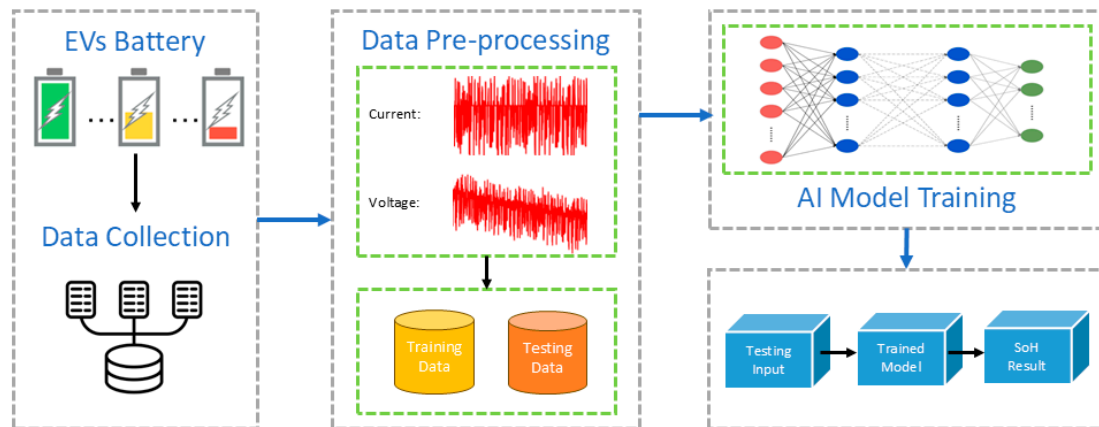 EVs Battery
Data Collection
Data Pre-processing
Current:
Voltage:
Training
Data
Testing
Data
AI Model Training
Testing
Input
Trained
Model
SoH
Result